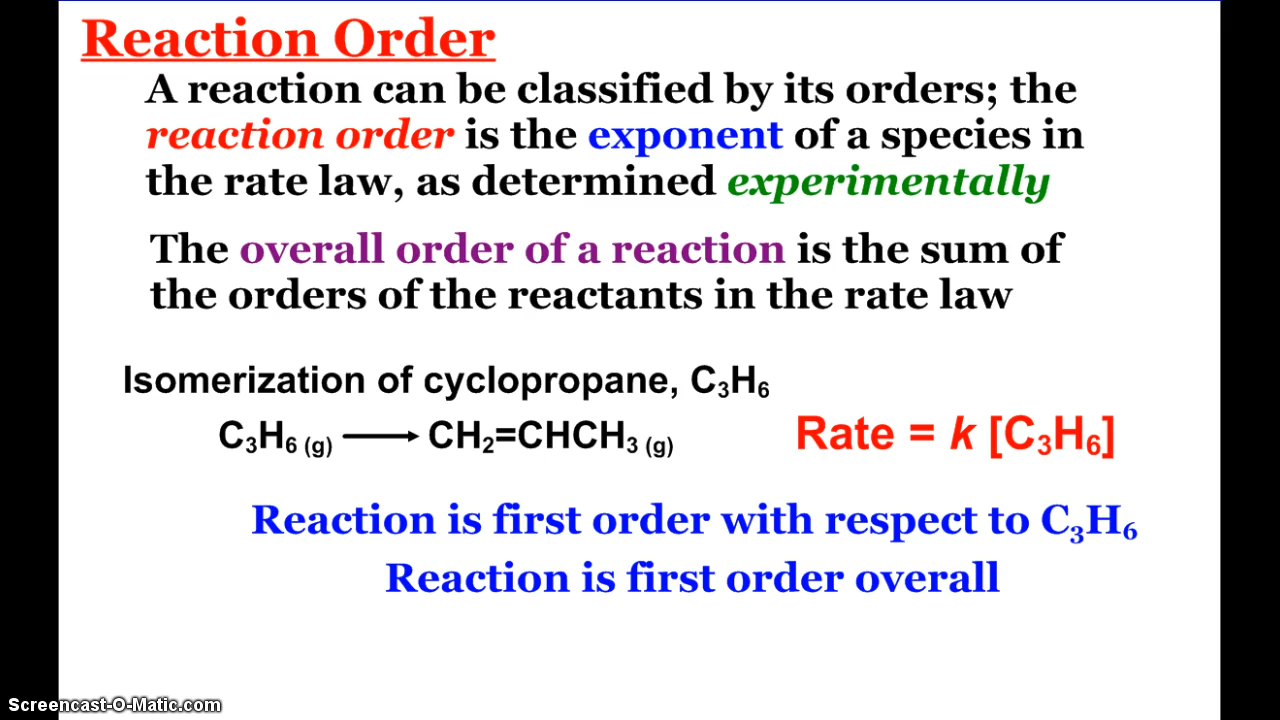 Reaction Order
A reaction can be classified by its orders; the
reaction order is the exponent of a species in
the rate law, as determined experimentally
The overall order of a reaction is the sum of
the orders of the reactants in the rate law
Isomerization of cyclopropane, C₃H₆
C₃H₆ (g) ⟶ CH₂=CHCH₃ (g) Rate = k [C₃H₆]
Reaction is first order with respect to C₃H₆
Reaction is first order overall
Screencast-O-Matic.com